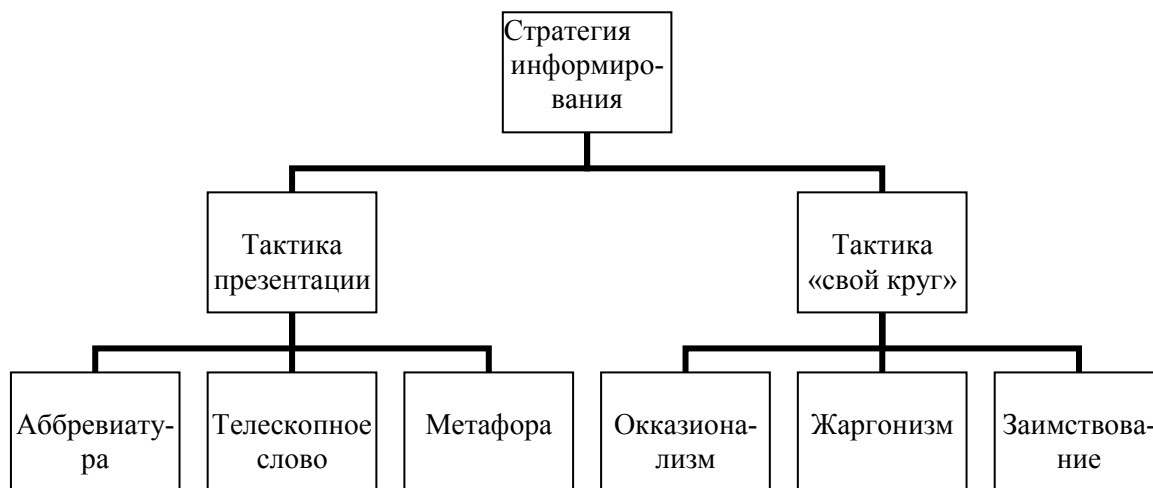 Стратегия
информиро-
вания
Тактика
презентации
Тактика
«свой круг»
Аббревиату-
ра
Телескопное
слово
Метафора
Окказиона-
лизм
Жаргонизм
Заимствова-
ние